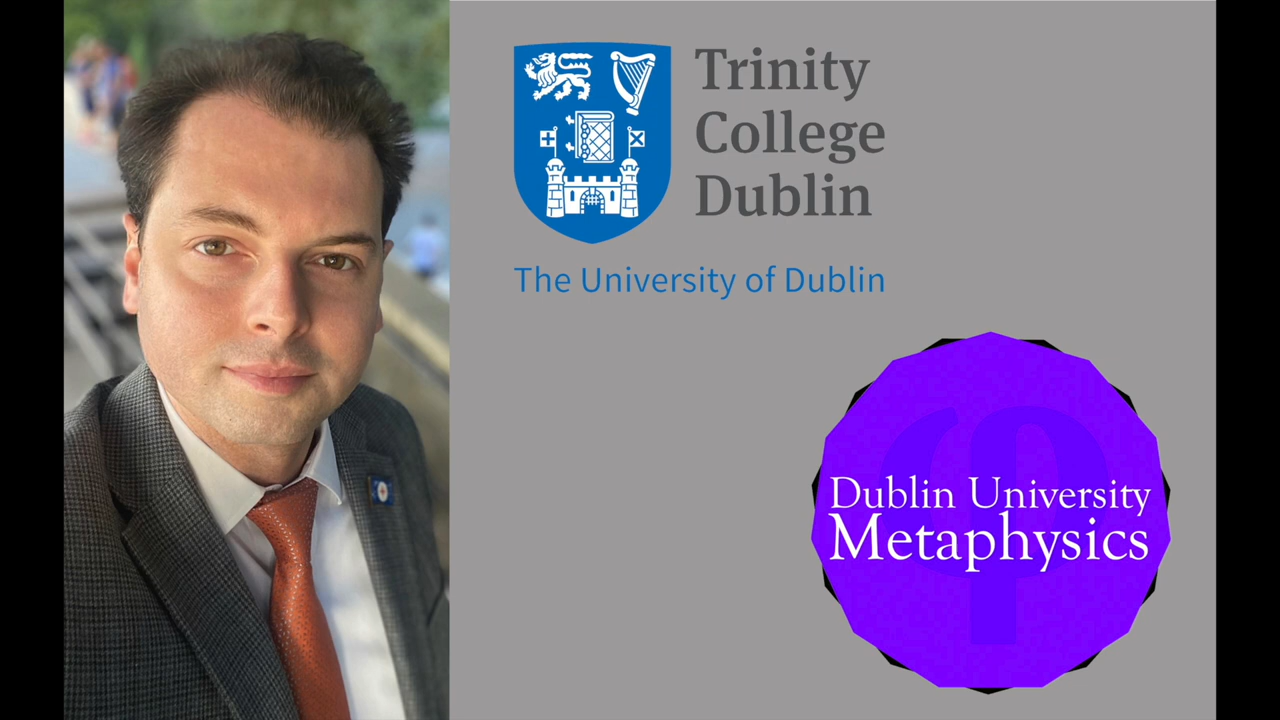 Trinity
College
Dublin
The University of Dublin
Dublin University
Metaphysics